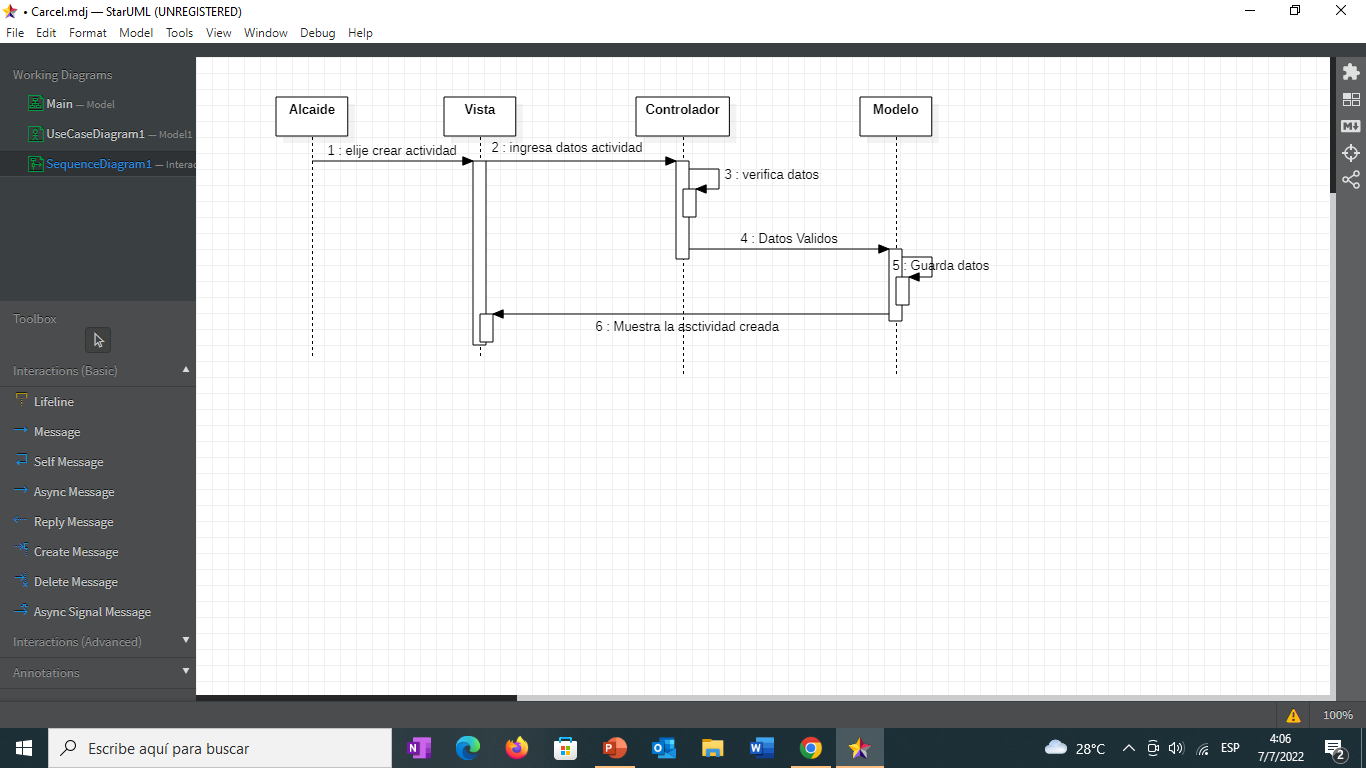 • Carcel.mdj — StarUML (UNREGISTERED)
File Edit Format Model Tools View Window Debug Help
Working Diagrams
Main — Model
UseCaseDiagram1 — Model1
SequenceDiagram1 — Interac
Toolbox
Interactions (Basic)
Lifeline
Message
Self Message
Async Message
Reply Message
Create Message
Delete Message
Async Signal Message
Interactions (Advanced)
Annotations
Alcaide Vista Controlador Modelo
1 : elije crear actividad
2 : ingresa datos actividad
3 : verifica datos
4 : Datos Validos
5 : Guarda datos
6 : Muestra la asctividad creada
M
100%
Escribe aquí para buscar
N
P
W
28°C
ESP
4:06
7/7/2022
2